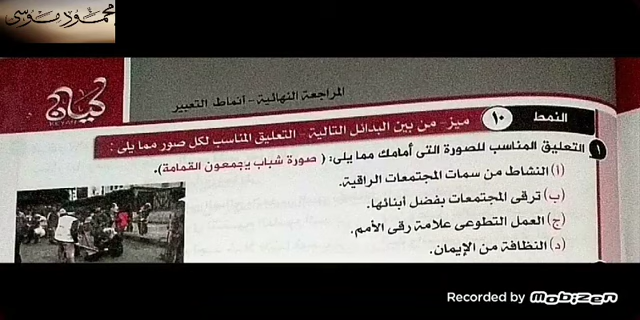 محمود موسى
كيان
KEYAN
المراجعة النهائية - أنماط التعبير
النمط ١٠ ميز - من بين البدائل التالية - التعليق المناسب لكل صور مما يلى :
١ التعليق المناسب للصورة التى أمامك مما يلى: ( صورة شباب يجمعون القمامة).
(أ) النشاط من سمات المجتمعات الراقية.
(ب) ترقى المجتمعات بفضل أبنائها.
(ج) العمل التطوعى علامة رقى الأمم.
(د) النظافة من الإيمان.
Recorded by Mobizen